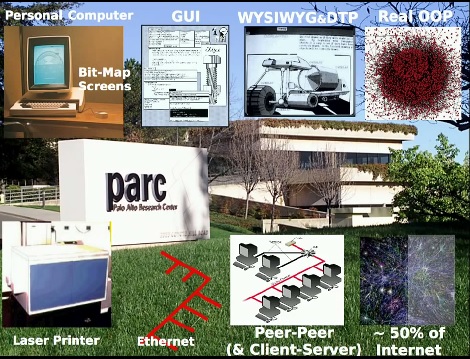 Personal Computer
GUI
WYSIWYG&DTP
Real OOP
Bit-Map
Screens
parc
Palo Alto Research Center
Laser Printer
Ethernet
Peer-Peer
(& Client-Server)
~ 50% of
Internet